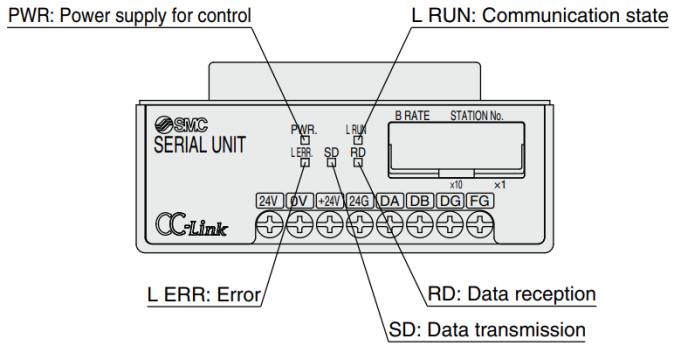 PWR: Power supply for control
L RUN: Communication state
SMC
SERIAL UNIT
PWR.
L RUN
L ERR.
SD
RD
B RATE
STATION No.
x10
x1
24V
0V
+24V
24G
DA
DB
DG
FG
CC-Link
L ERR: Error
RD: Data reception
SD: Data transmission